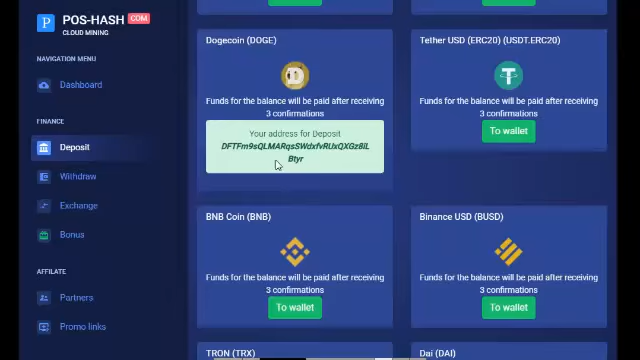 POS-HASH COM
CLOUD MINING
NAVIGATION MENU
Dashboard
FINANCE
Deposit
Withdraw
Exchange
Bonus
AFFILIATE
Partners
Promo links
Dogecoin (DOGE)
Funds for the balance will be paid after receiving
3 confirmations
Your address for Deposit
DFTFm9sQLMARqsSWdxfvRUxQXGz8iL
Btyr
Tether USD (ERC20) (USDT.ERC20)
Funds for the balance will be paid after receiving
3 confirmations
To wallet
BNB Coin (BNB)
Funds for the balance will be paid after receiving
3 confirmations
To wallet
Binance USD (BUSD)
Funds for the balance will be paid after receiving
3 confirmations
To wallet
TRON (TRX)
Dai (DAI)